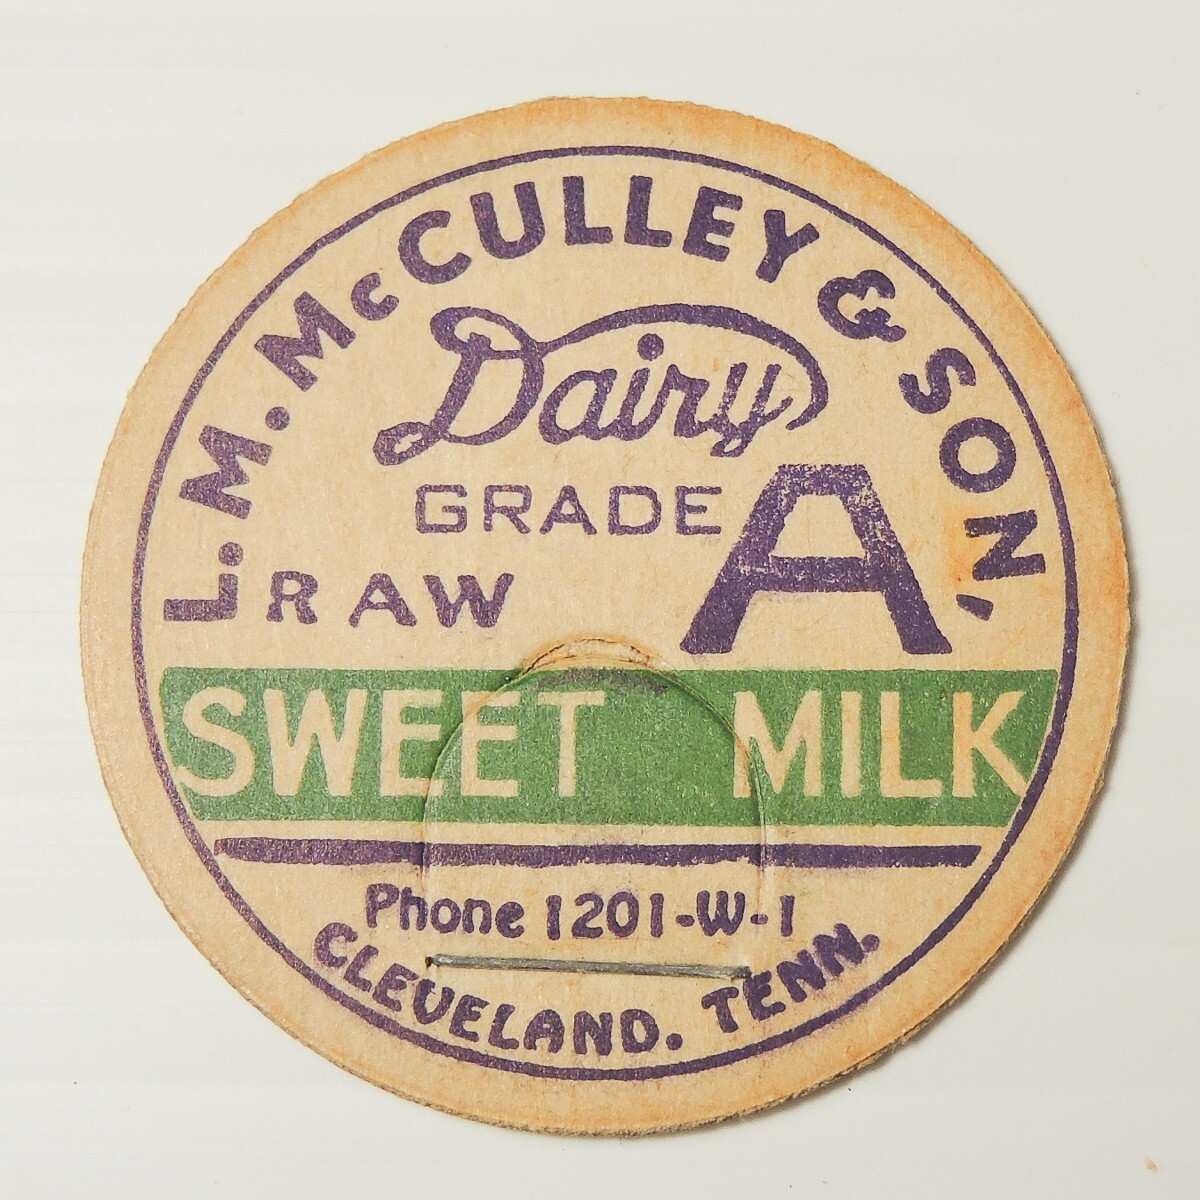 L. M. McCULLEY & SON,
Dairy
GRADE A
RAW
SWEET MILK
Phone 1201-W-1
CLEVELAND. TENN.